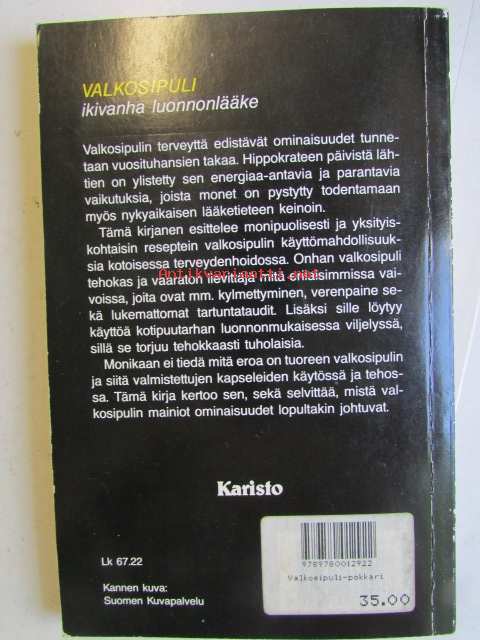 VALKOSIPULI
ikivanha luonnonlääke
Valkosipulin terveyttä edistävät ominaisuudet tunne-
taan vuosituhansien takaa. Hippokrateen päivistä läh-
tien on ylistetty sen energiaa-antavia ja parantavia
vaikutuksia, joista monet on pystytty todentamaan
myös nykyaikaisen lääketieteen keinoin.
Tämä kirjanen esittelee monipuolisesti ja yksityis-
kohtaisin reseptein valkosipulin käyttömahdollisuuk-
sia kotoisessa terveydenhoidossa. Onhan valkosipuli
tehokas ja vaaraton lievittäjä mitä erilaisimmissa vai-
Antikvariaatti.net
voissa, joita ovat mm. kylmettyminen, verenpaine se-
kä lukemattomat tartuntataudit. Lisäksi sille löytyy
käyttöä kotipuutarhan luonnonmukaisessa viljelyssä,
sillä se torjuu tehokkaasti tuholaisia.
Monikaan ei tiedä mitä eroa on tuoreen valkosipulin
ja siitä valmistettujen kapseleiden käytössä ja tehos-
sa. Tämä kirja kertoo sen, sekä selvittää, mistä val-
kosipulin mainiot ominaisuudet lopultakin johtuvat.
Karisto
9789780012922
Valkosipuli-pokkari
35.00
Lk 67.22
Kannen kuva:
Suomen Kuvapalvelu